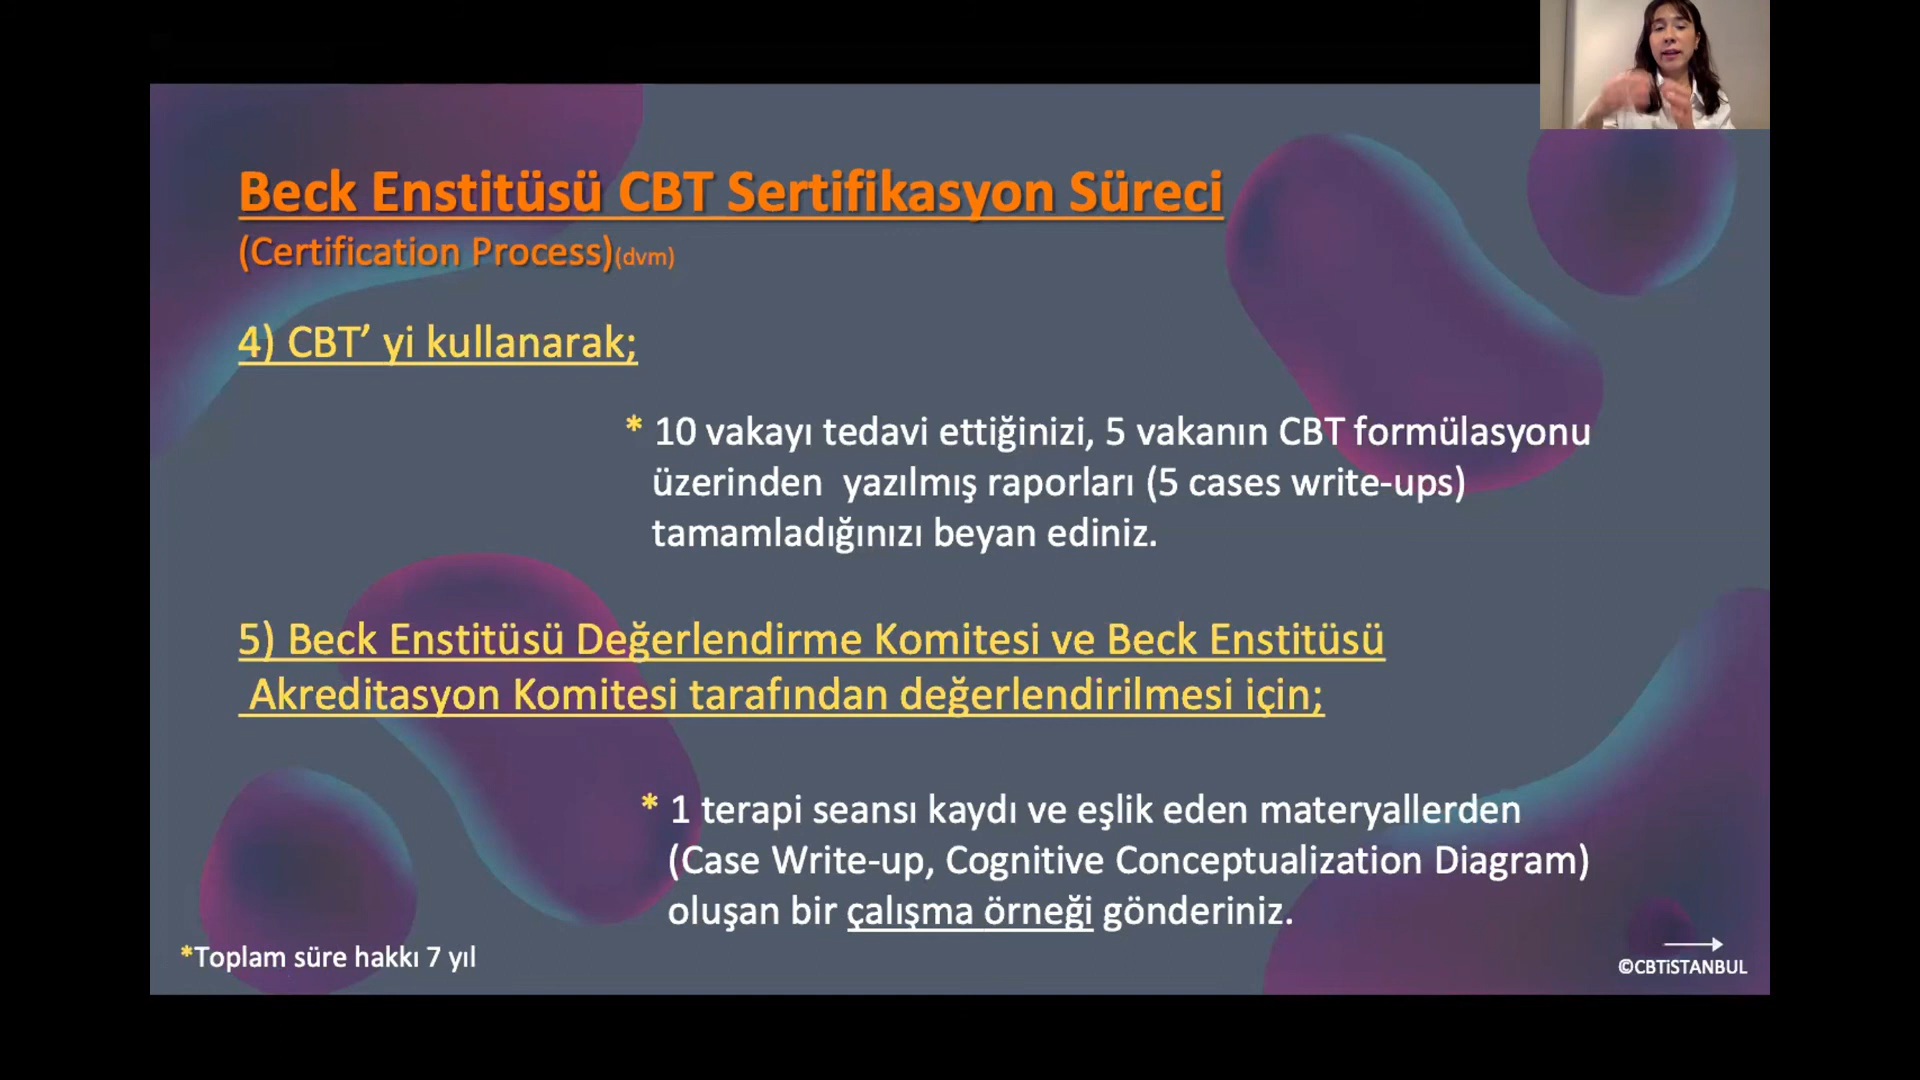 Beck Enstitüsü CBT Sertifikasyon Süreci
(Certification Process)(dvm)
4) CBT’ yi kullanarak;
* 10 vakayı tedavi ettiğinizi, 5 vakanın CBT formülasyonu
üzerinden yazılmış raporları (5 cases write-ups)
tamamladığınızı beyan ediniz.
5) Beck Enstitüsü Değerlendirme Komitesi ve Beck Enstitüsü
Akreditasyon Komitesi tarafından değerlendirilmesi için;
* 1 terapi seansı kaydı ve eşlik eden materyallerden
(Case Write-up, Cognitive Conceptualization Diagram)
oluşan bir çalışma örneği gönderiniz.
*Toplam süre hakkı 7 yıl
©CBTiSTANBUL